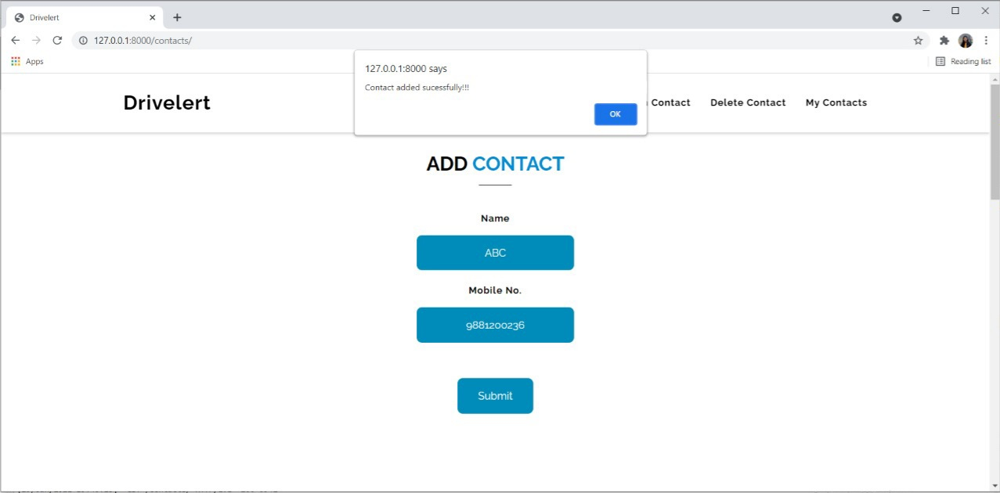 Drivelert
127.0.0.1:8000/contacts/
Apps
Reading list
127.0.0.1:8000 says
Contact added sucessfully!!!
OK
Drivelert
Contact
Delete Contact
My Contacts
ADD CONTACT
Name
ABC
Mobile No.
9881200236
Submit